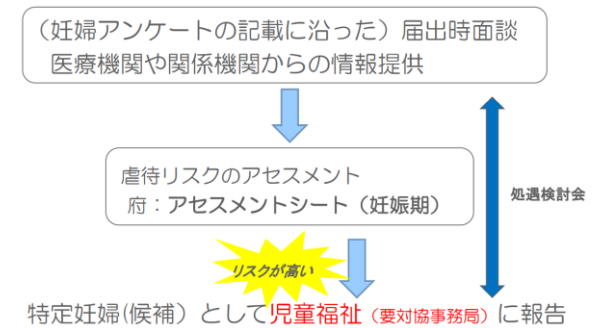 （妊婦アンケートの記載に沿った）届出時面談
医療機関や関係機関からの情報提供
虐待リスクのアセスメント
府：アセスメントシート（妊娠期）
処遇検討会
リスクが高い
特定妊婦(候補）として児童福祉（要対協事務局）に報告